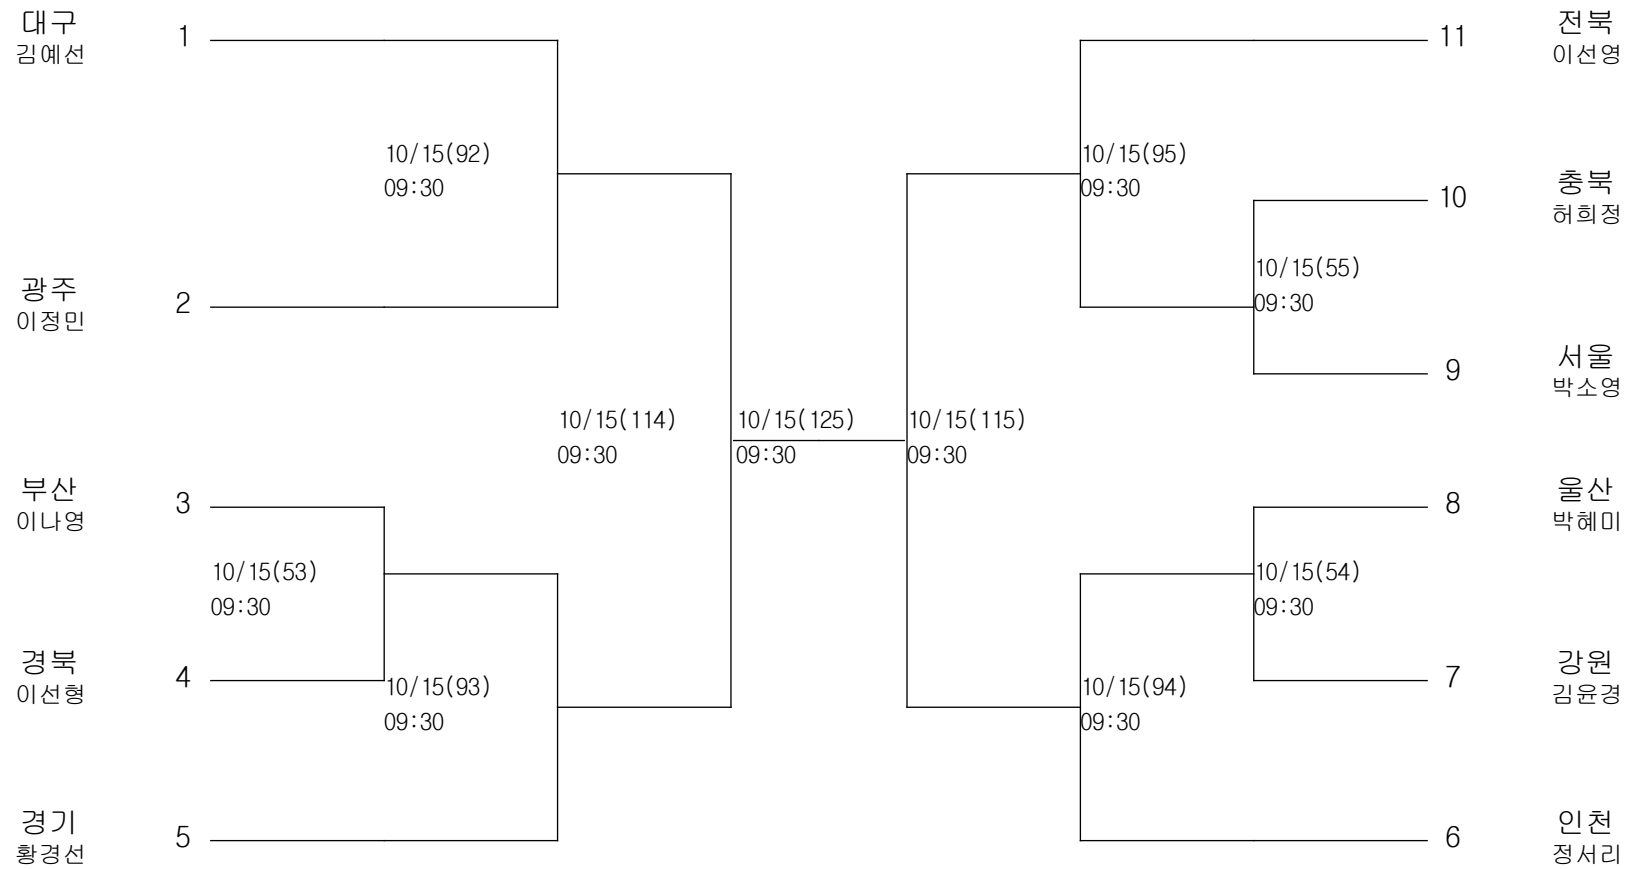 대구
김예선
1
11
전북
이선영
10/15(92)
09:30
10/15(95)
09:30
10
충북
허희정
광주
이정민
2
10/15(55)
09:30
9
서울
박소영
10/15(114)
09:30
10/15(125)
09:30
10/15(115)
09:30
부산
이나영
3
8
울산
박혜미
10/15(53)
09:30
10/15(54)
09:30
경북
이선형
4
10/15(93)
09:30
10/15(94)
09:30
7
강원
김윤경
경기
황경선
5
6
인천
정서리